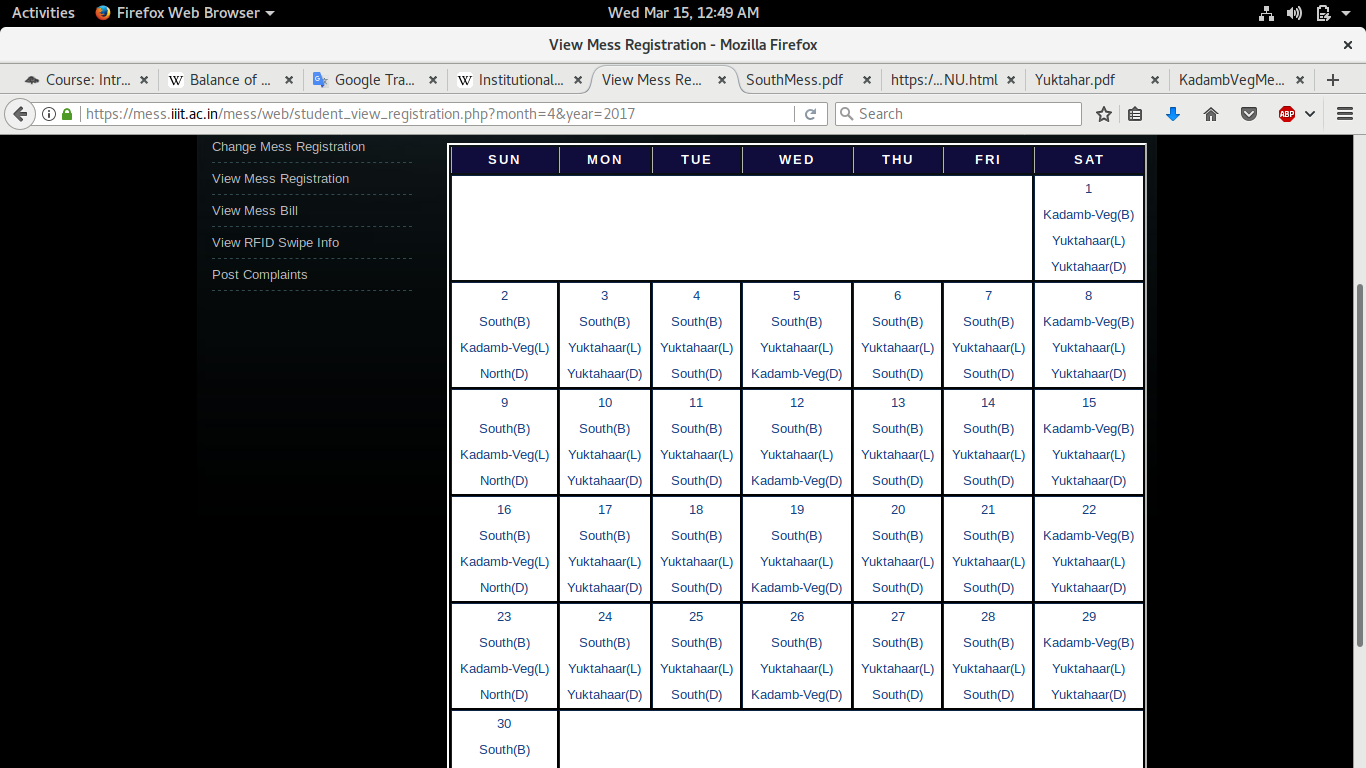 Activities Firefox Web Browser Wed Mar 15, 12:49 AM
View Mess Registration - Mozilla Firefox
Course: Intr... Balance of ... Google Tra... Institutional... View Mess Re... SouthMess.pdf https:/...NU.html Yuktahar.pdf KadambVegMe...
https://mess.iiit.ac.in/mess/web/student_view_registration.php?month=4&year=2017 Search ABP
Change Mess Registration
View Mess Registration
View Mess Bill
View RFID Swipe Info
Post Complaints
SUN MON TUE WED THU FRI SAT
1
Kadamb-Veg(B)
Yuktahaar(L)
Yuktahaar(D)
2 3 4 5 6 7 8
South(B) South(B) South(B) South(B) South(B) South(B) Kadamb-Veg(B)
Kadamb-Veg(L) Yuktahaar(L) Yuktahaar(L) Yuktahaar(L) Yuktahaar(L) Yuktahaar(L) Yuktahaar(L)
North(D) Yuktahaar(D) South(D) Kadamb-Veg(D) South(D) South(D) Yuktahaar(D)
9 10 11 12 13 14 15
South(B) South(B) South(B) South(B) South(B) South(B) Kadamb-Veg(B)
Kadamb-Veg(L) Yuktahaar(L) Yuktahaar(L) Yuktahaar(L) Yuktahaar(L) Yuktahaar(L) Yuktahaar(L)
North(D) Yuktahaar(D) South(D) Kadamb-Veg(D) South(D) South(D) Yuktahaar(D)
16 17 18 19 20 21 22
South(B) South(B) South(B) South(B) South(B) South(B) Kadamb-Veg(B)
Kadamb-Veg(L) Yuktahaar(L) Yuktahaar(L) Yuktahaar(L) Yuktahaar(L) Yuktahaar(L) Yuktahaar(L)
North(D) Yuktahaar(D) South(D) Kadamb-Veg(D) South(D) South(D) Yuktahaar(D)
23 24 25 26 27 28 29
South(B) South(B) South(B) South(B) South(B) South(B) Kadamb-Veg(B)
Kadamb-Veg(L) Yuktahaar(L) Yuktahaar(L) Yuktahaar(L) Yuktahaar(L) Yuktahaar(L) Yuktahaar(L)
North(D) Yuktahaar(D) South(D) Kadamb-Veg(D) South(D) South(D) Yuktahaar(D)
30
South(B)